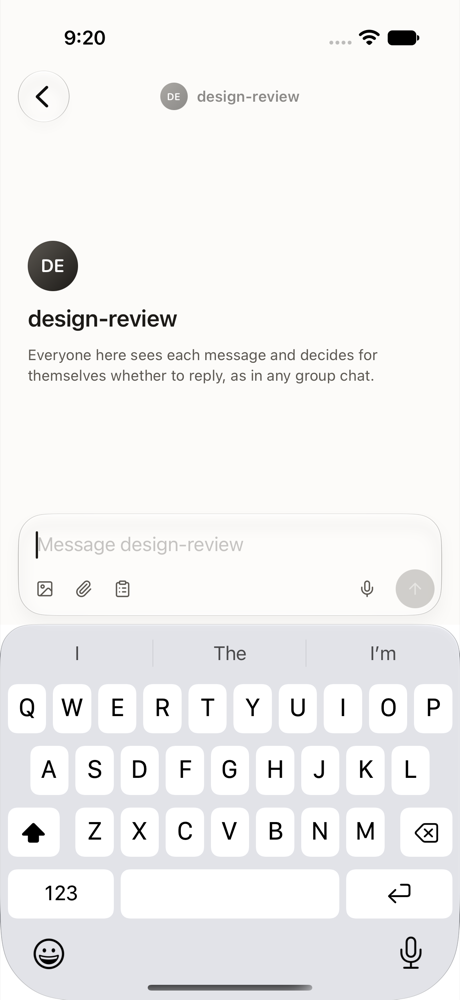 9:20
DE design-review
DE
design-review
Everyone here sees each message and decides for
themselves whether to reply, as in any group chat.
Message design-review
I The I'm
Q W E R T Y U I O P
A S D F G H J K L
Z X C V B N M
123